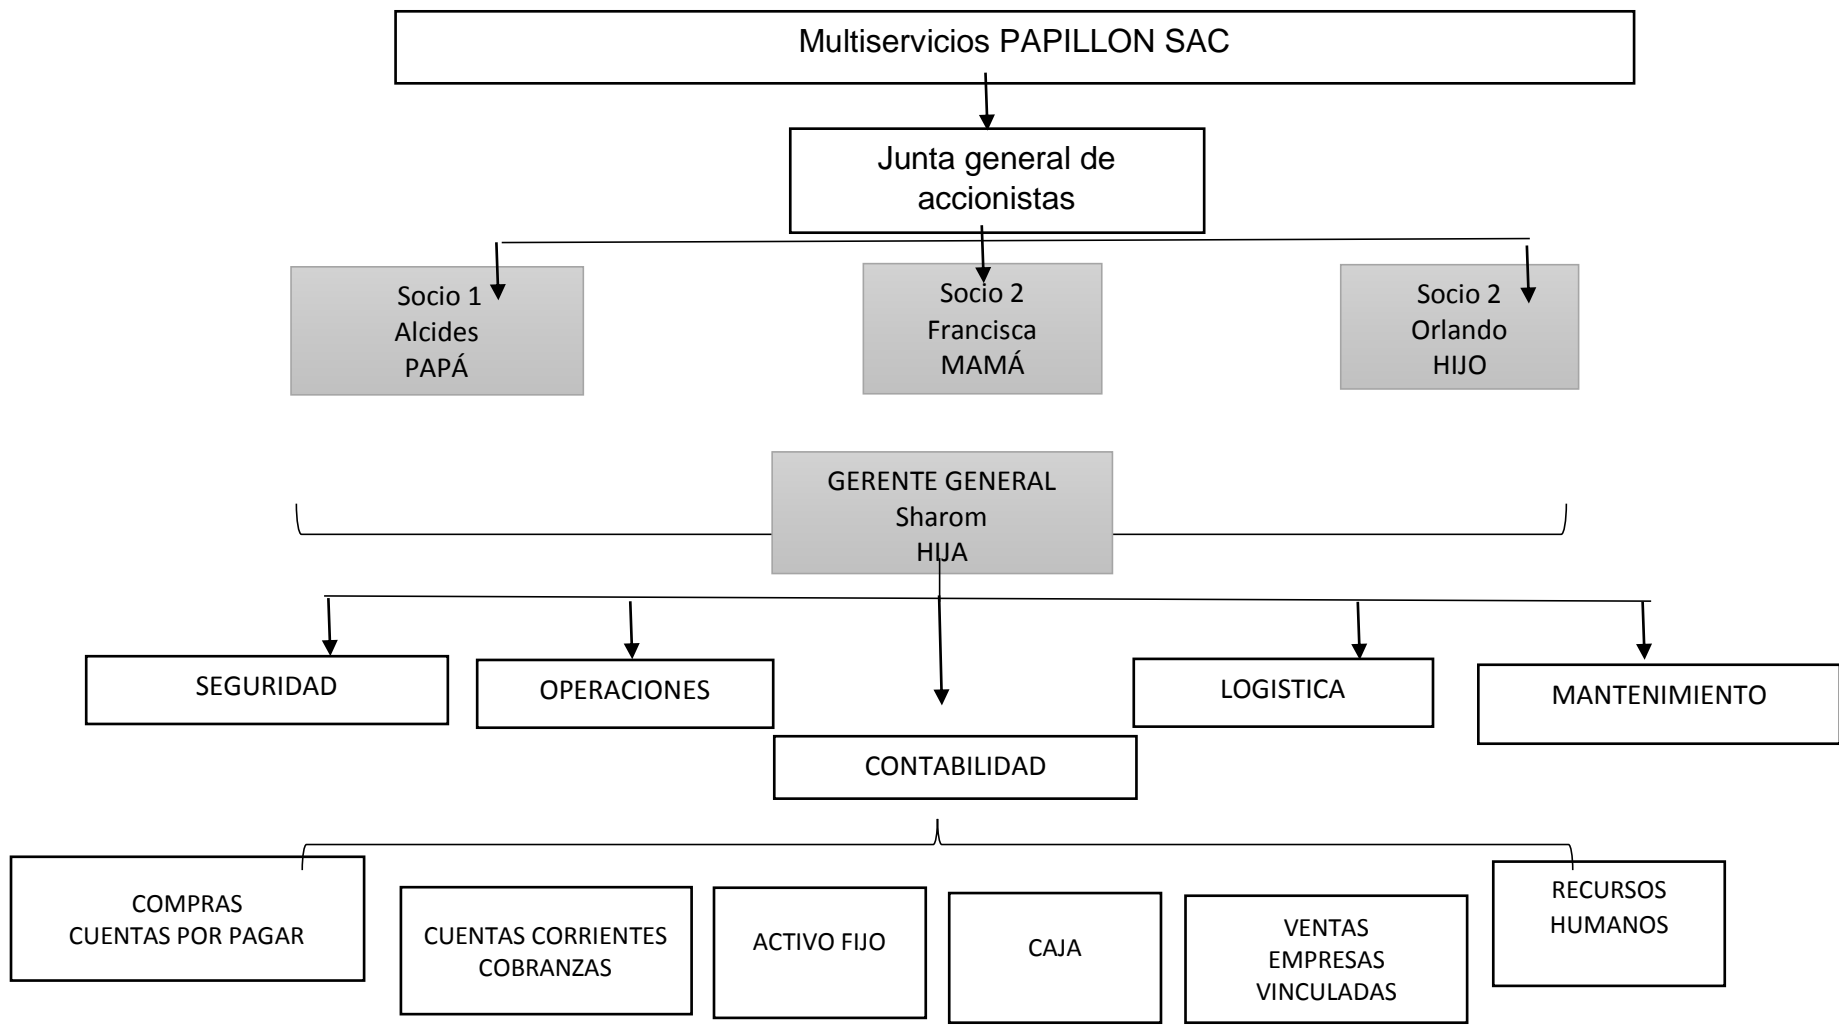 Multiservicios PAPILLON SAC
Junta general de
accionistas
Socio 1
Alcides
PAPÁ
Socio 2
Francisca
MAMÁ
Socio 2
Orlando
HIJO
GERENTE GENERAL
Sharom
HIJA
SEGURIDAD
OPERACIONES
CONTABILIDAD
LOGISTICA
MANTENIMIENTO
COMPRAS
CUENTAS POR PAGAR
CUENTAS CORRIENTES
COBRANZAS
ACTIVO FIJO
CAJA
VENTAS
EMPRESAS
VINCULADAS
RECURSOS
HUMANOS